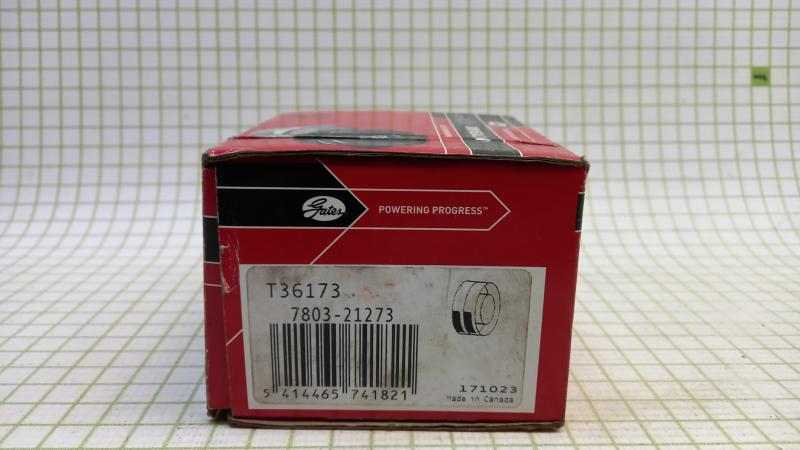 Gates
POWERING PROGRESS™
T36173
7803-21273
5 414465 741821
171023
Made in Canada